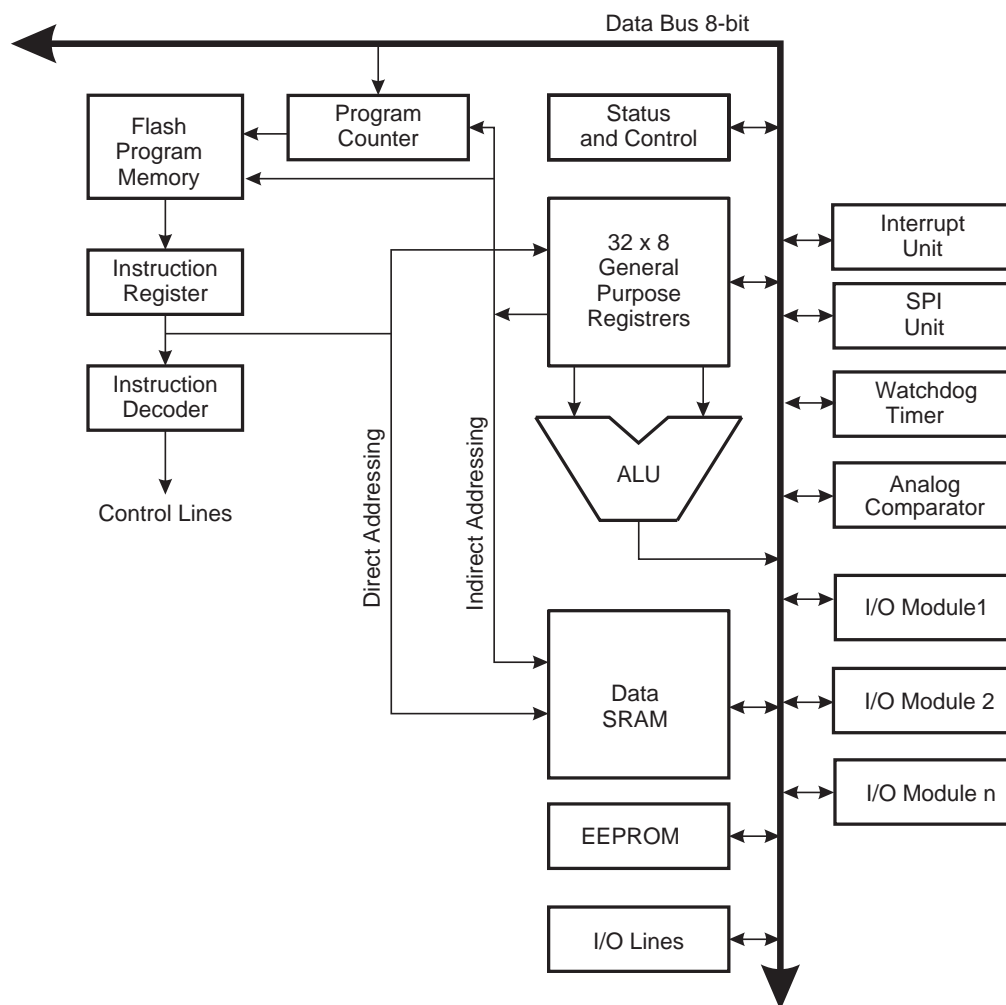 Data Bus 8-bit
Flash
Program
Memory
Program
Counter
Status
and Control
Instruction
Register
32 x 8
General
Purpose
Registrers
Interrupt
Unit
SPI
Unit
Instruction
Decoder
Watchdog
Timer
ALU
Analog
Comparator
Control Lines
Direct Addressing
Indirect Addressing
I/O Module1
Data
SRAM
I/O Module 2
I/O Module n
EEPROM
I/O Lines